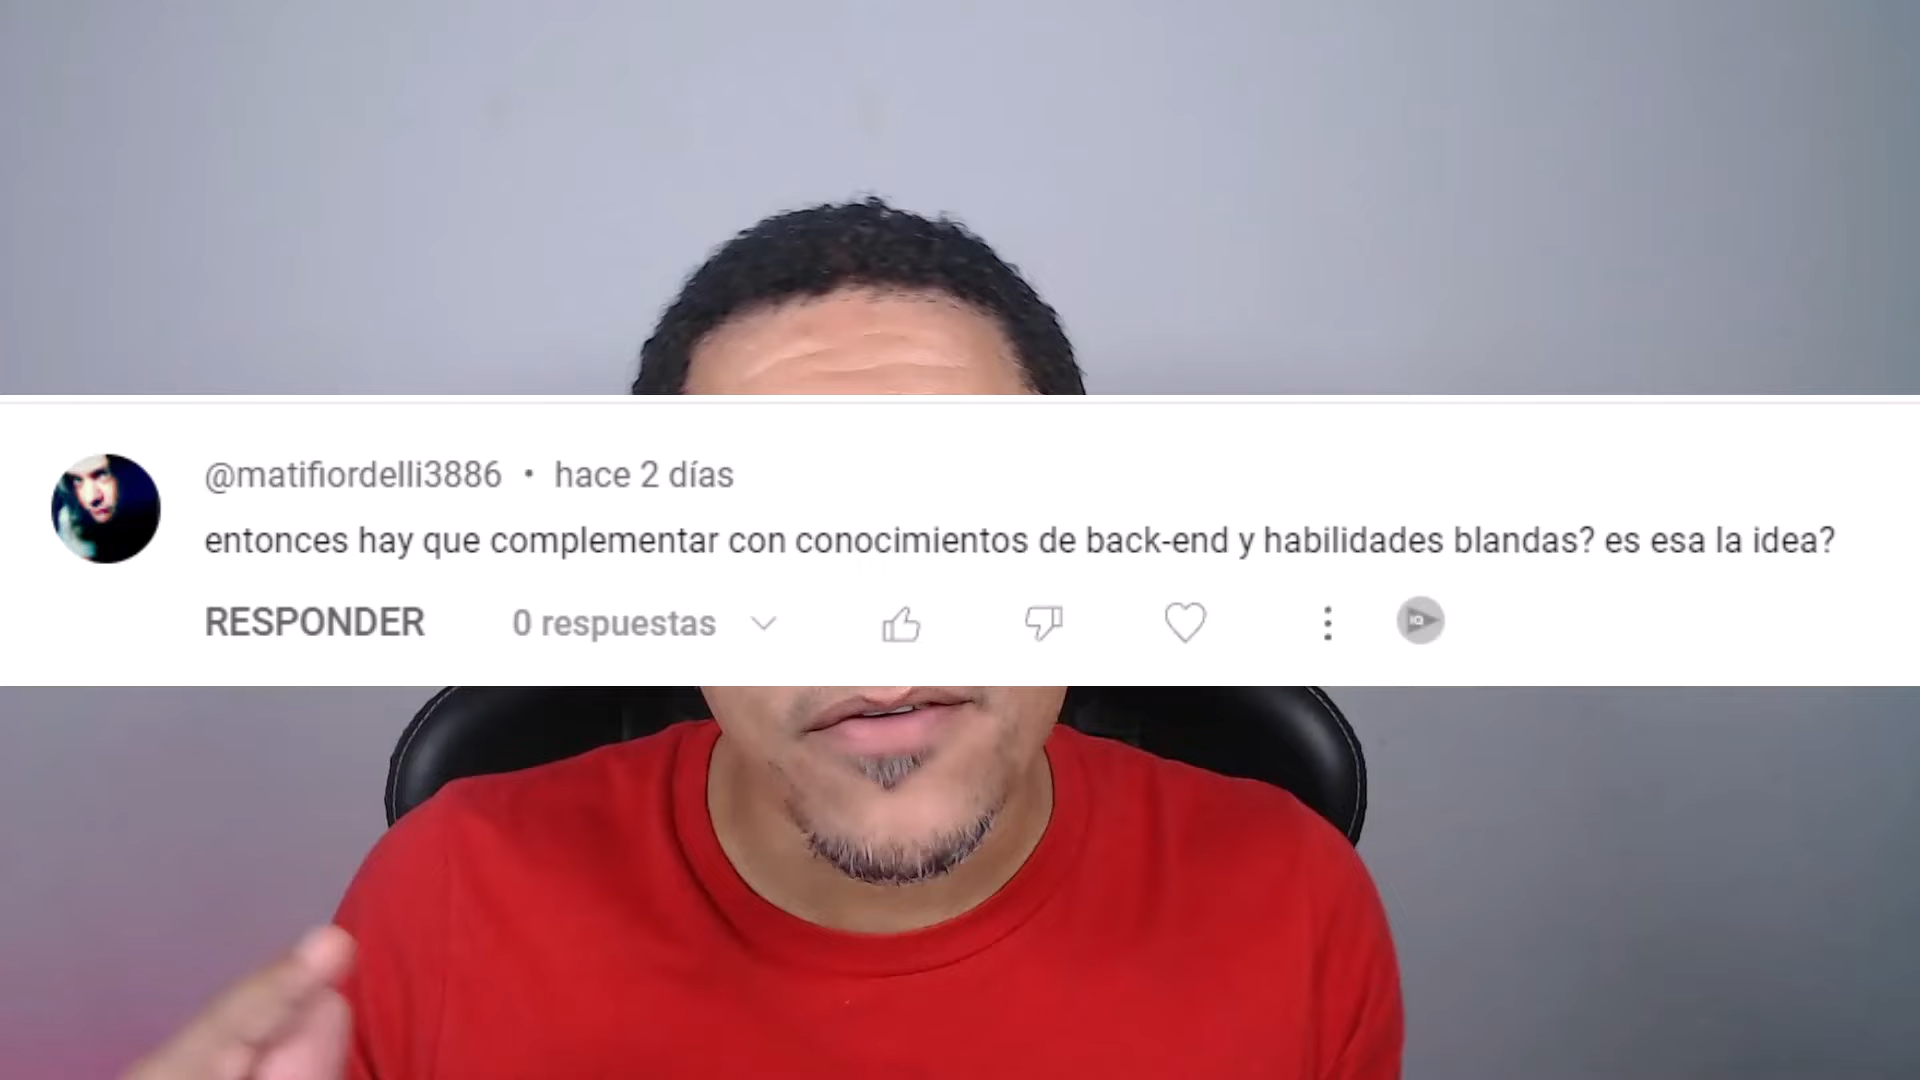 @matifiordelli3886 • hace 2 días
entonces hay que complementar con conocimientos de back-end y habilidades blandas? es esa la idea?
RESPONDER 0 respuestas
IQ